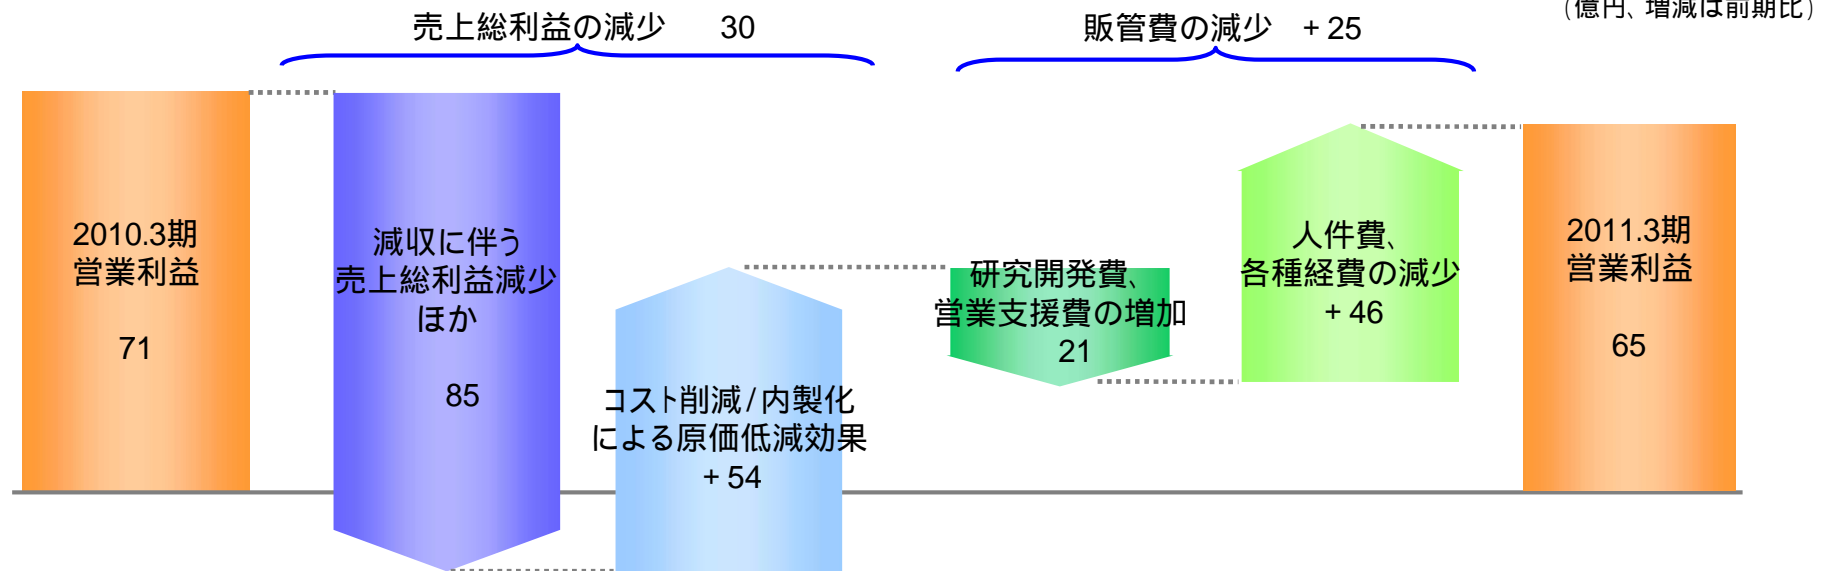 (億円、増減は前期比)
売上総利益の減少 30
販管費の減少 +25
2010.3期
営業利益
71
減収に伴う
売上総利益減少
ほか
85
コスト削減/内製化
による原価低減効果
+54
研究開発費、
営業支援費の増加
21
人件費、
各種経費の減少
+46
2011.3期
営業利益
65